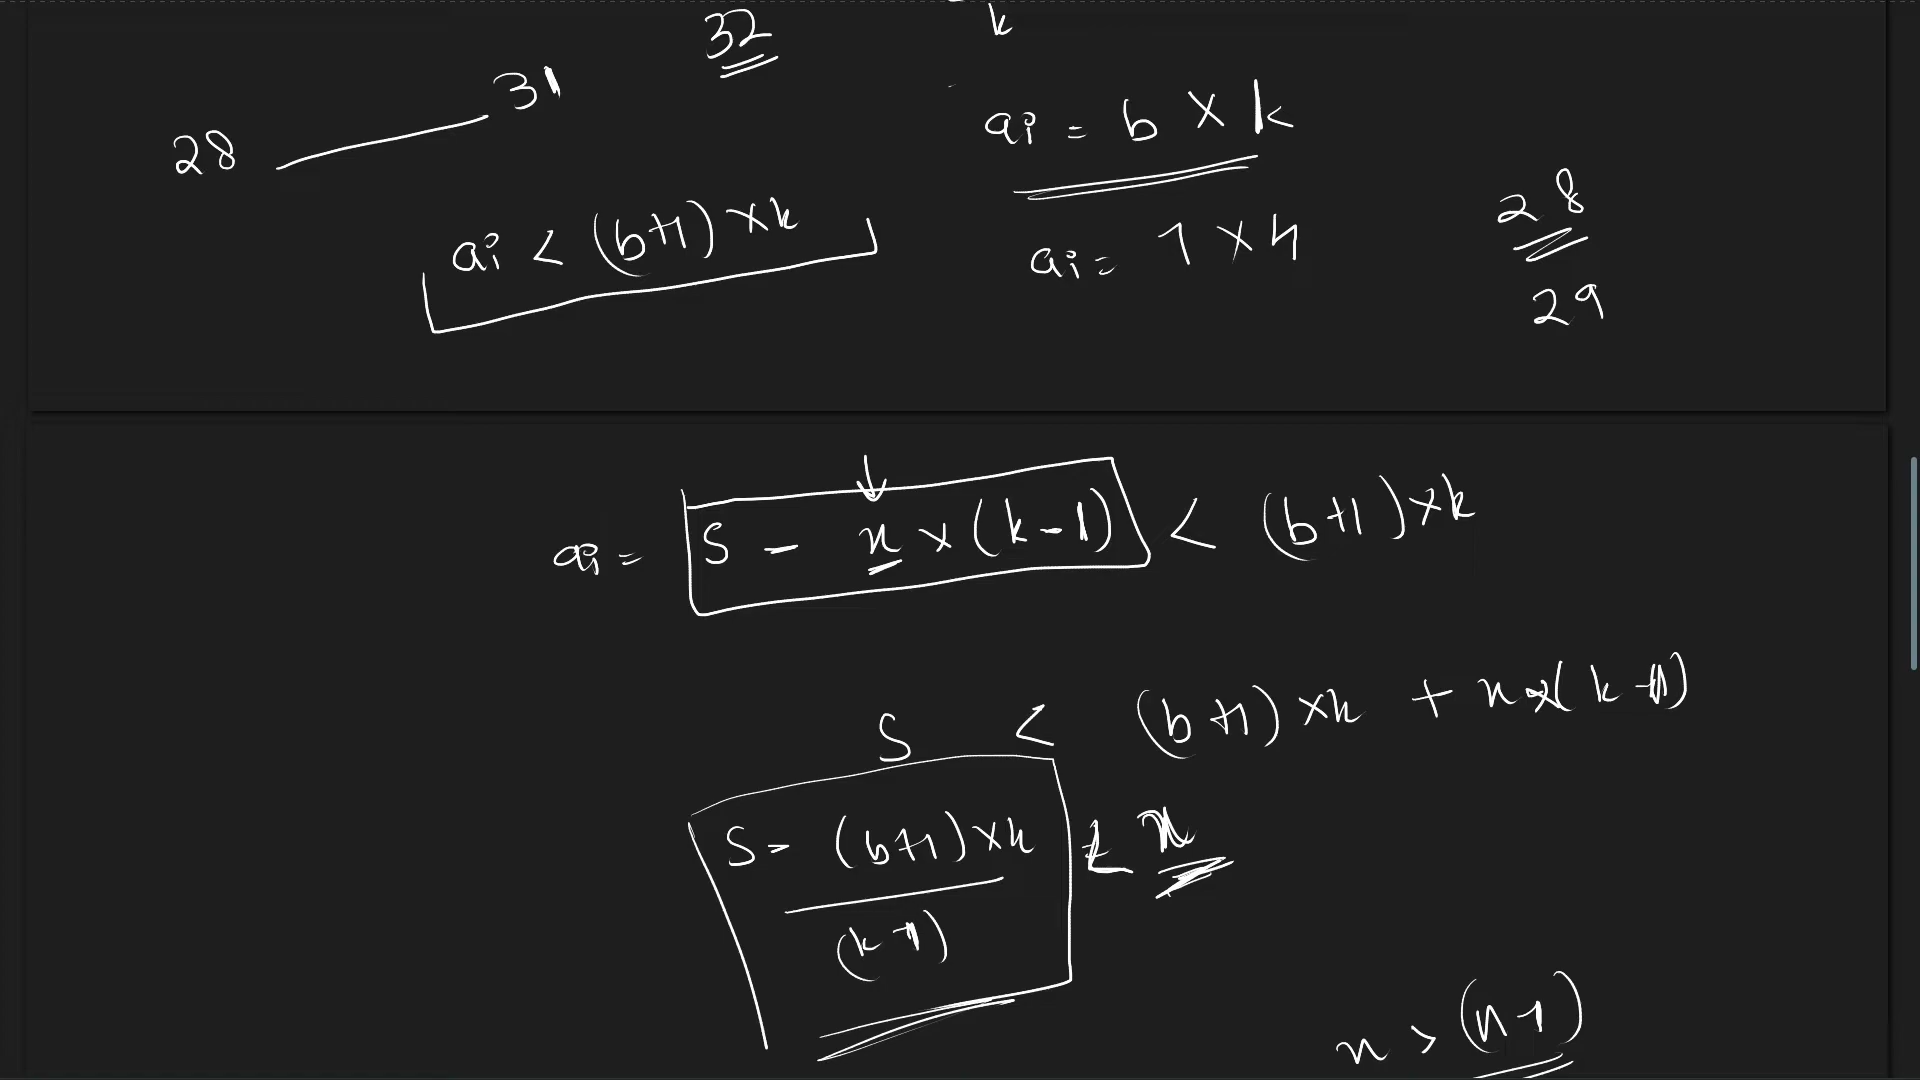 32
k
28 — 31
ai = b × k
ai < (b+1) × k
ai = 7 × 4
28
29
ai = S - x × (k-1) < (b+1) × k
S < (b+1) × k + x × (k-1)
S - (b+1) × k
(k-1)
≤ x
x > (n-1)